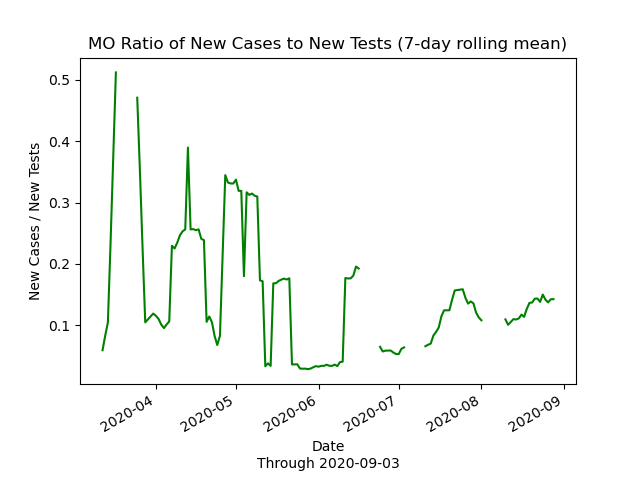 MO Ratio of New Cases to New Tests (7-day rolling mean)
New Cases / New Tests
0.5
0.4
0.3
0.2
0.1
2020-04
2020-05
2020-06
2020-07
2020-08
2020-09
Date
Through 2020-09-03